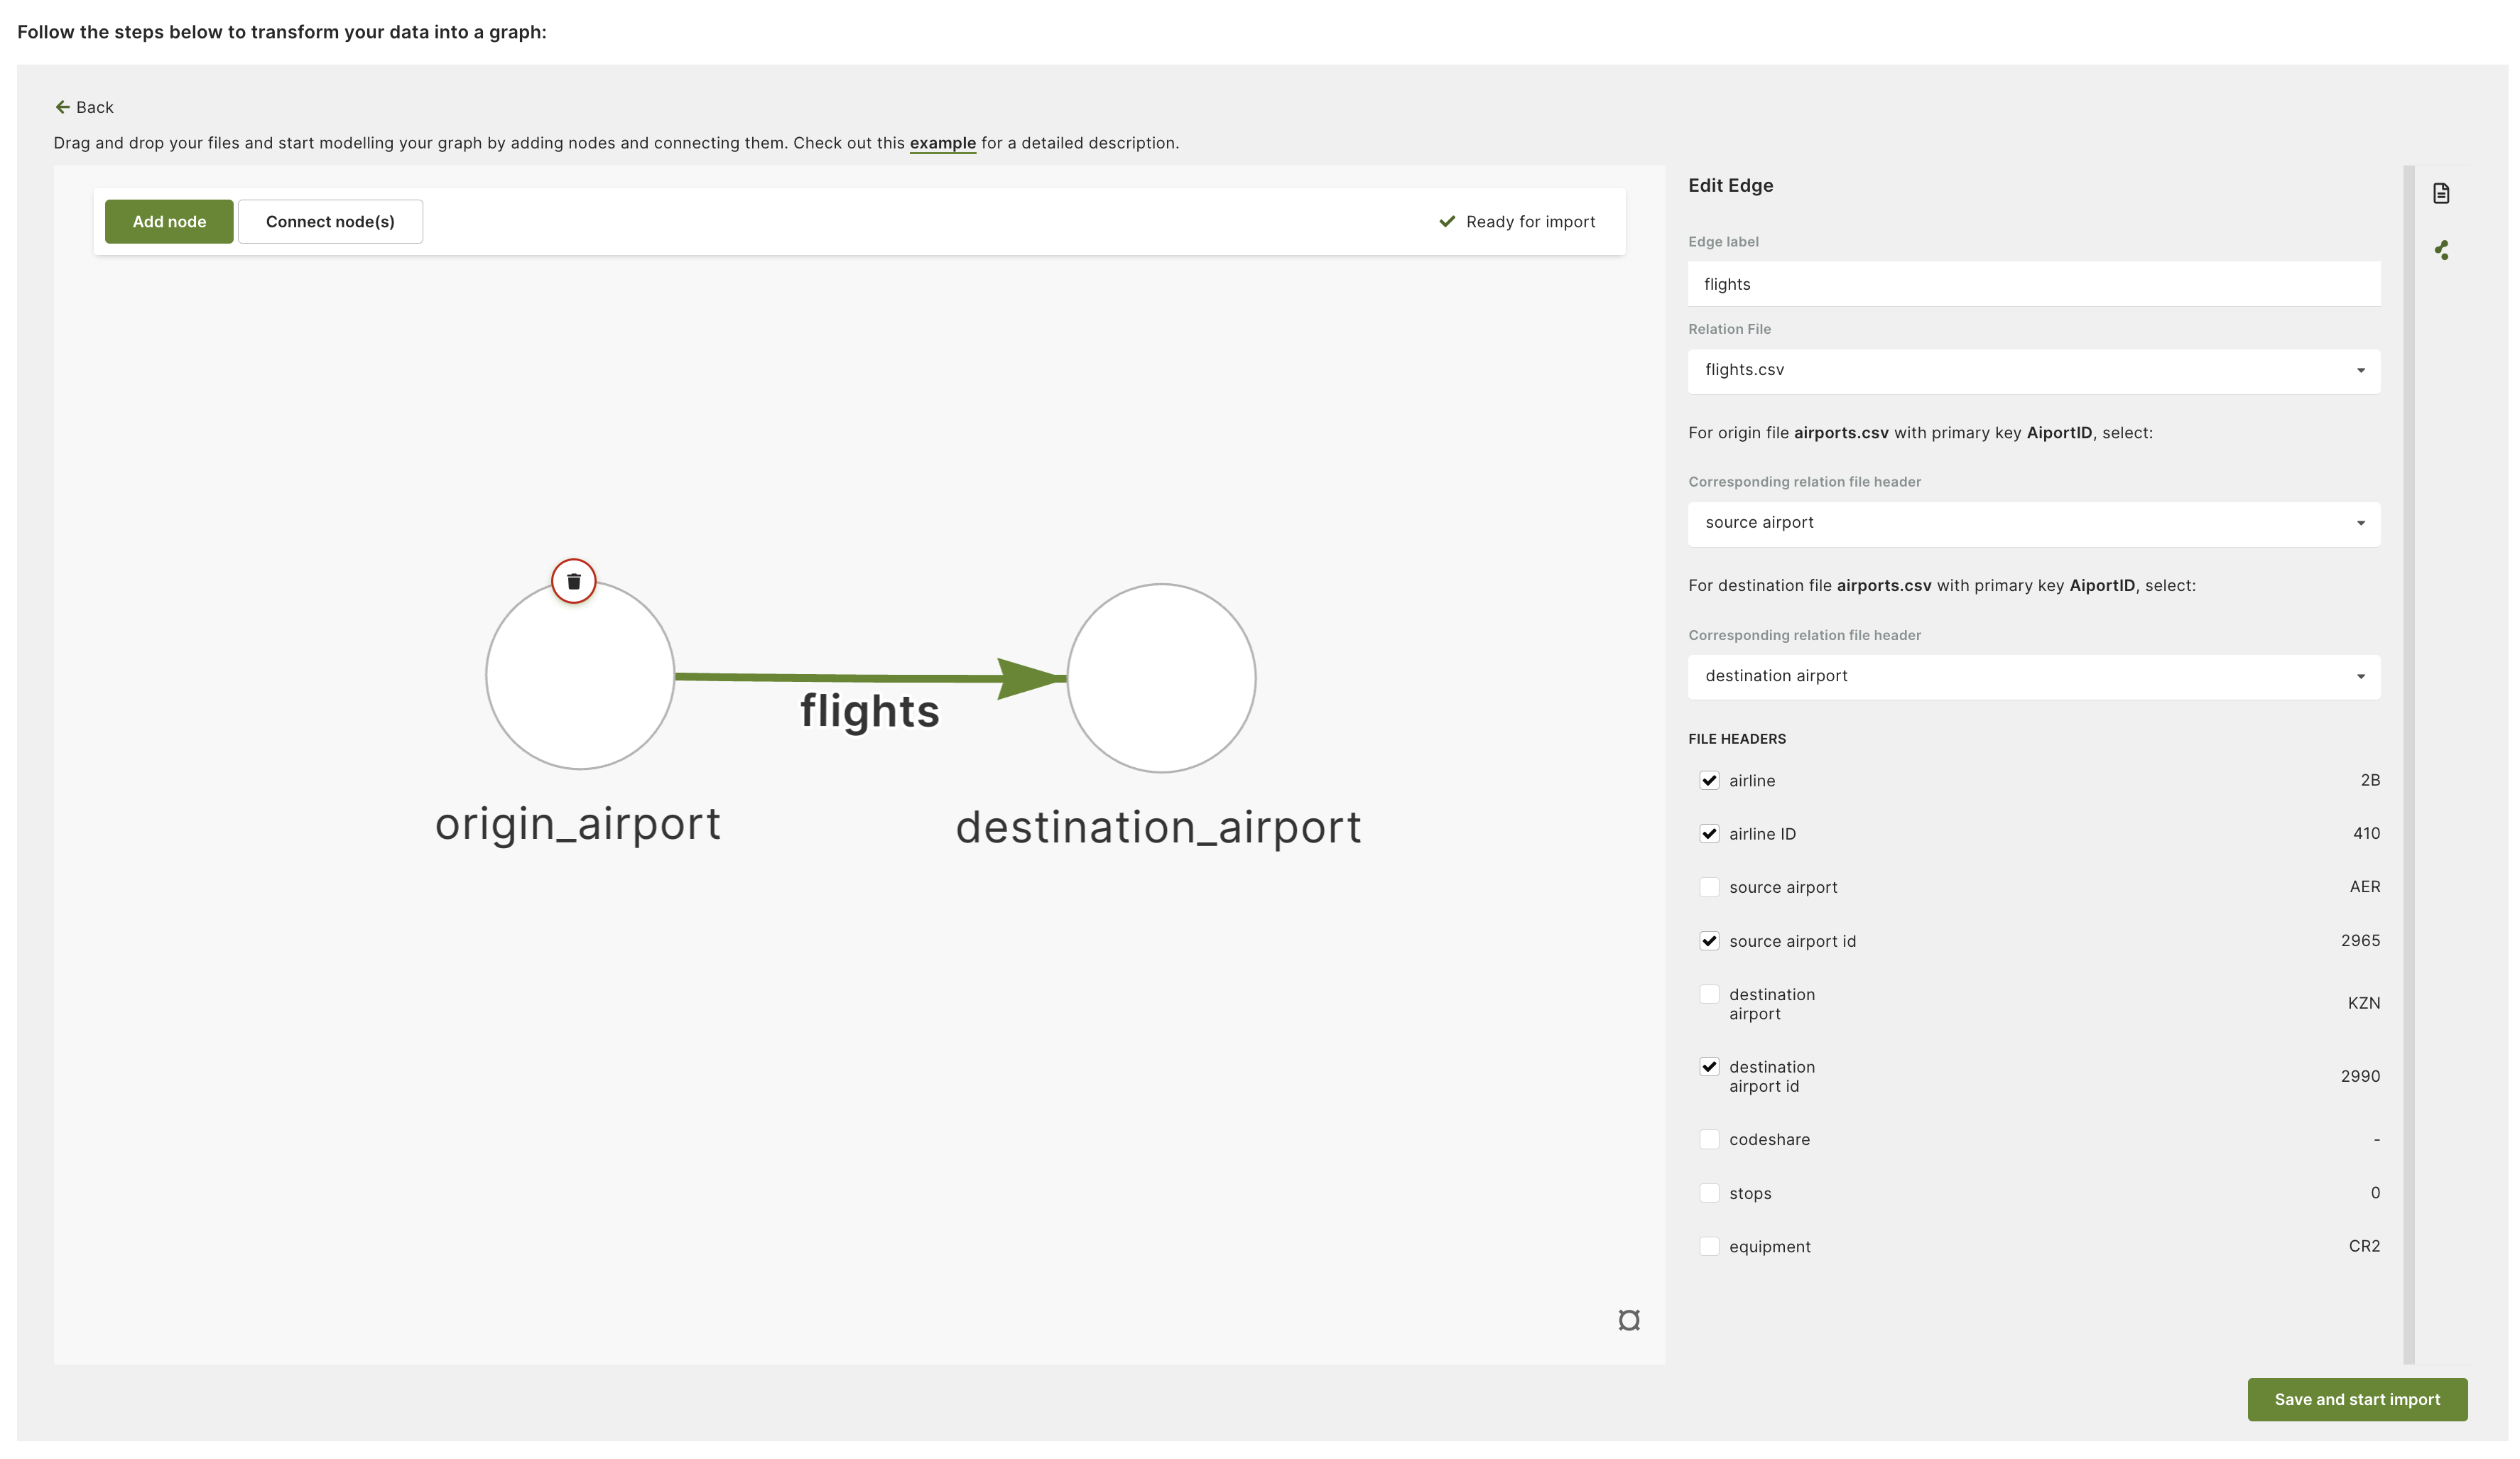 Follow the steps below to transform your data into a graph:
Back
Drag and drop your files and start modelling your graph by adding nodes and connecting them. Check out this example for a detailed description.
Add node
Connect node(s)
Ready for import
flights
origin_airport
destination_airport
Edit Edge
Edge label
flights
Relation File
flights.csv
For origin file airports.csv with primary key AiportID, select:
Corresponding relation file header
source airport
For destination file airports.csv with primary key AiportID, select:
Corresponding relation file header
destination airport
FILE HEADERS
airline 2B
airline ID 410
source airport AER
source airport id 2965
destination
airport KZN
destination
airport id 2990
codeshare -
stops 0
equipment CR2
Save and start import